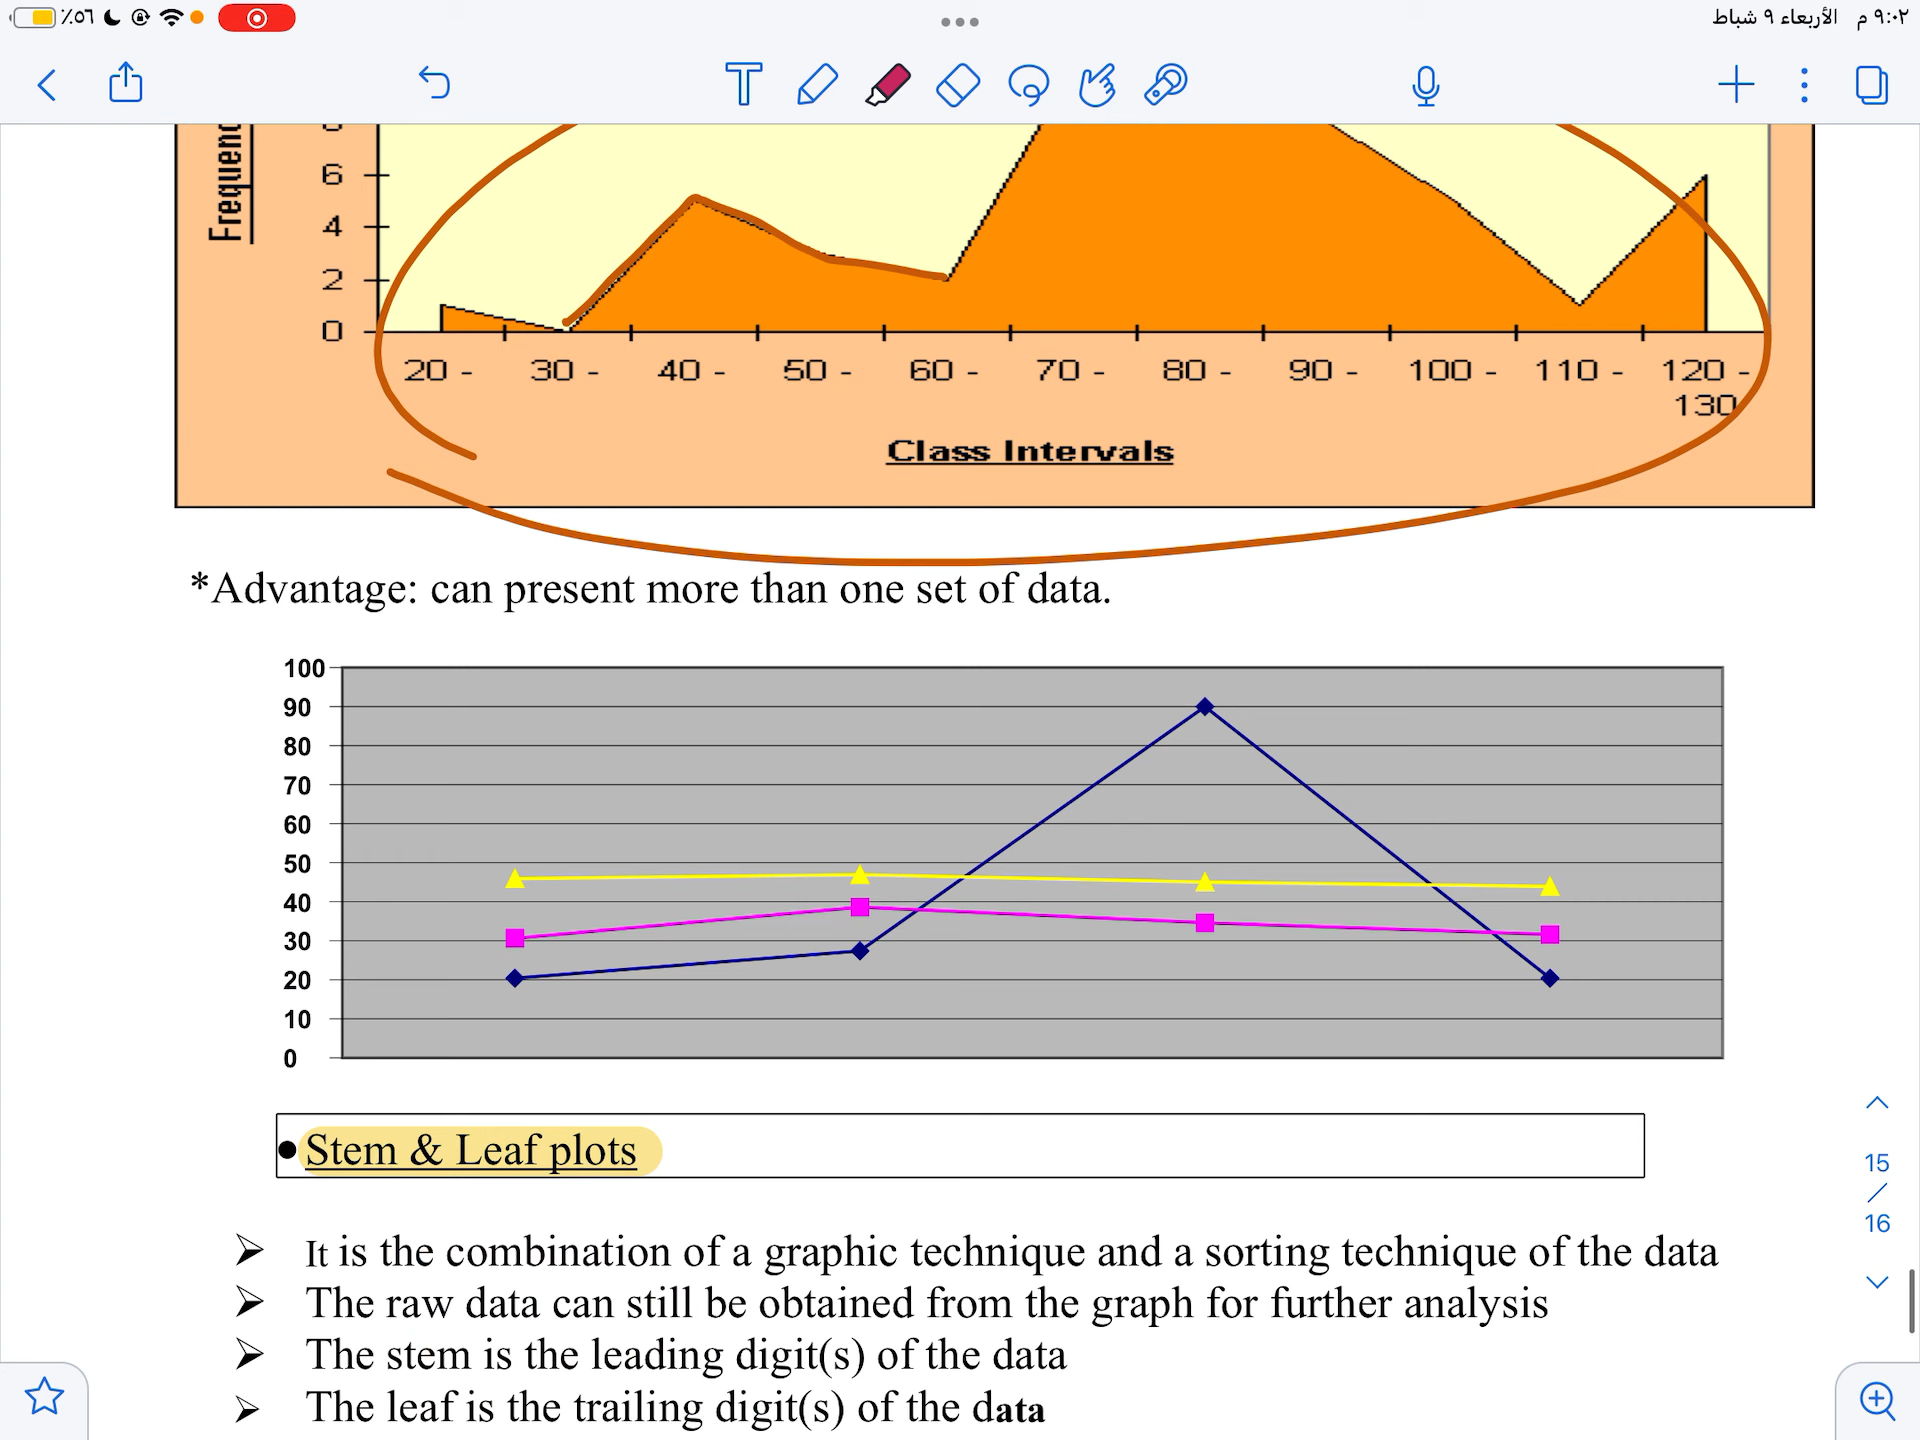 ٪٥٦
الأربعاء ٩ شباط ٩:٠٢ م
6
4
2
0
20 - 30 - 40 - 50 - 60 - 70 - 80 - 90 - 100 - 110 - 120 -
130
Class Intervals
*Advantage: can present more than one set of data.
100
90
80
70
60
50
40
30
20
10
0
• Stem & Leaf plots
15
/
16
➢ It is the combination of a graphic technique and a sorting technique of the data
➢ The raw data can still be obtained from the graph for further analysis
➢ The stem is the leading digit(s) of the data
➢ The leaf is the trailing digit(s) of the data